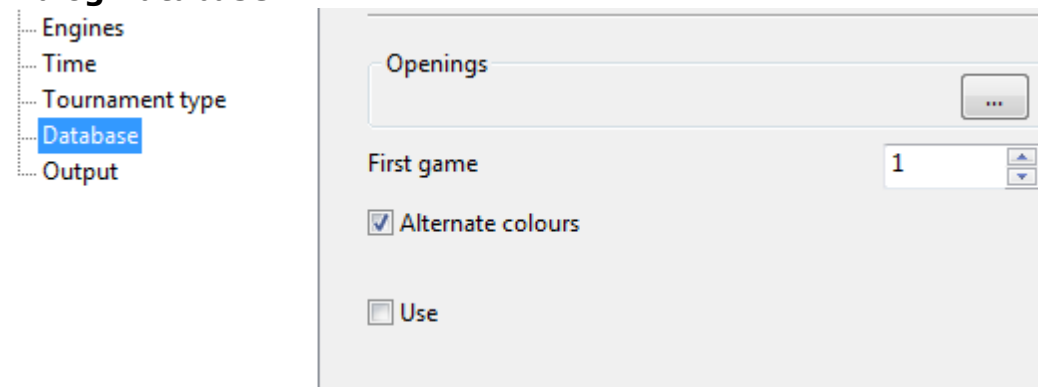 Engines
Time
Tournament type
Database
Output
Openings
...
First game
1
Alternate colours
Use